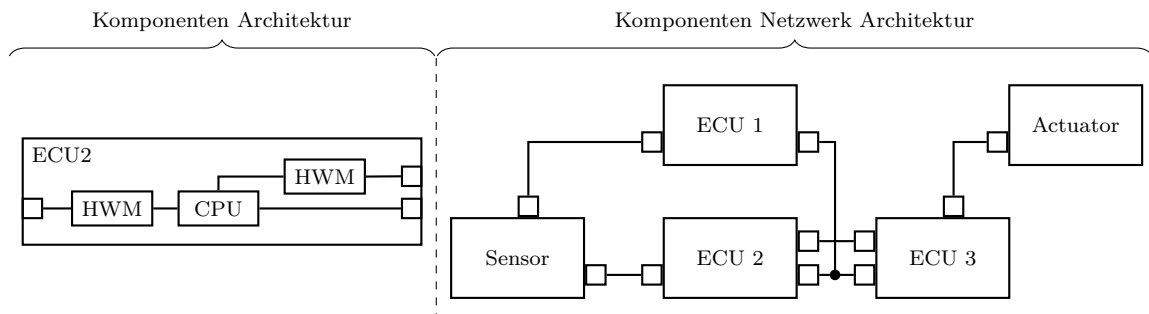 Komponenten Architektur
Komponenten Netzwerk Architektur
ECU2
HWM
CPU
HWM
ECU 1
Actuator
Sensor
ECU 2
ECU 3